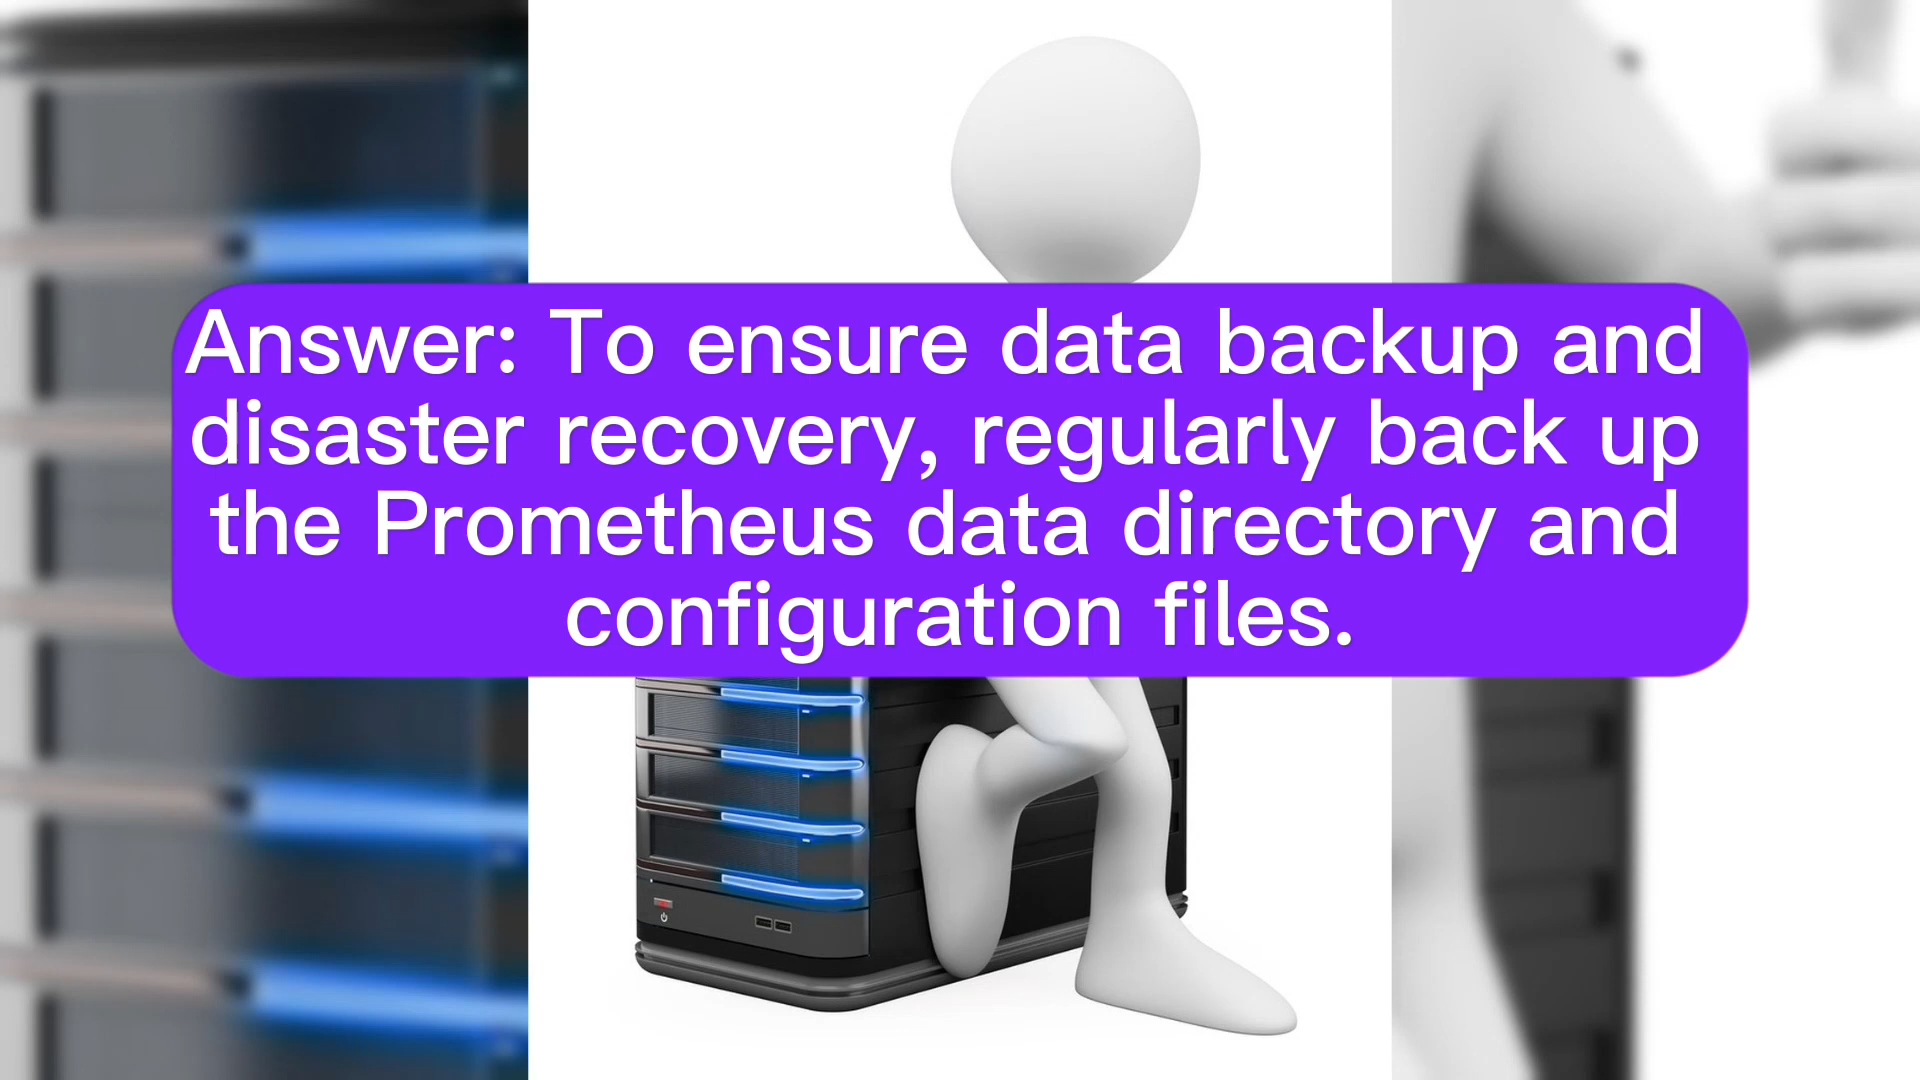 Answer: To ensure data backup and
disaster recovery, regularly back up
the Prometheus data directory and
configuration files.